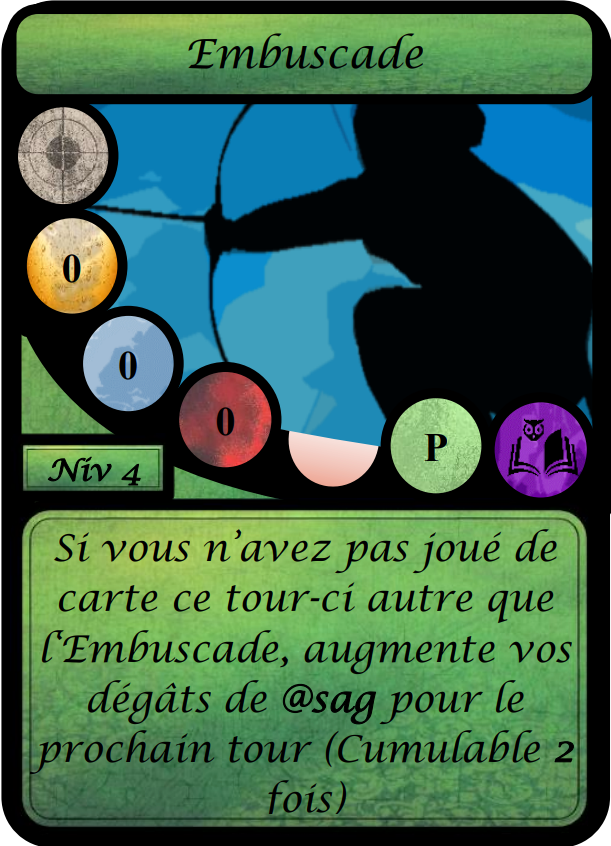 Embuscade
0
0
0
P
Niv 4
Si vous n'avez pas joué de
carte ce tour-ci autre que
l'Embuscade, augmente vos
dégâts de @sag pour le
prochain tour (Cumulable 2
fois)